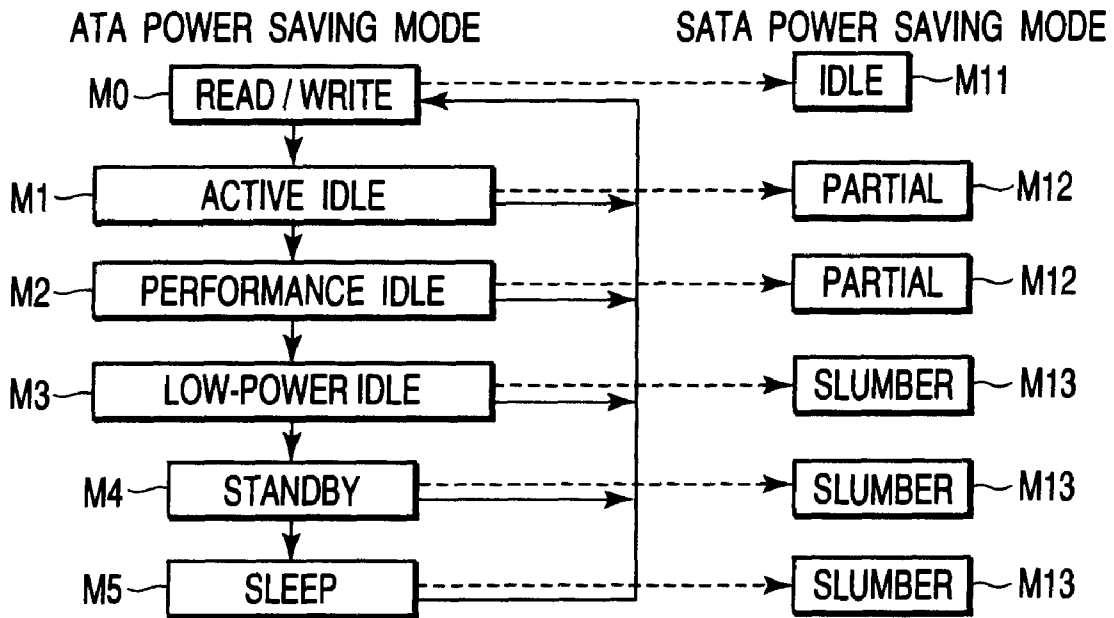 ATA POWER SAVING MODE SATA POWER SAVING MODE
M0 READ / WRITE IDLE M11
M1 ACTIVE IDLE PARTIAL M12
M2 PERFORMANCE IDLE PARTIAL M12
M3 LOW-POWER IDLE SLUMBER M13
M4 STANDBY SLUMBER M13
M5 SLEEP SLUMBER M13